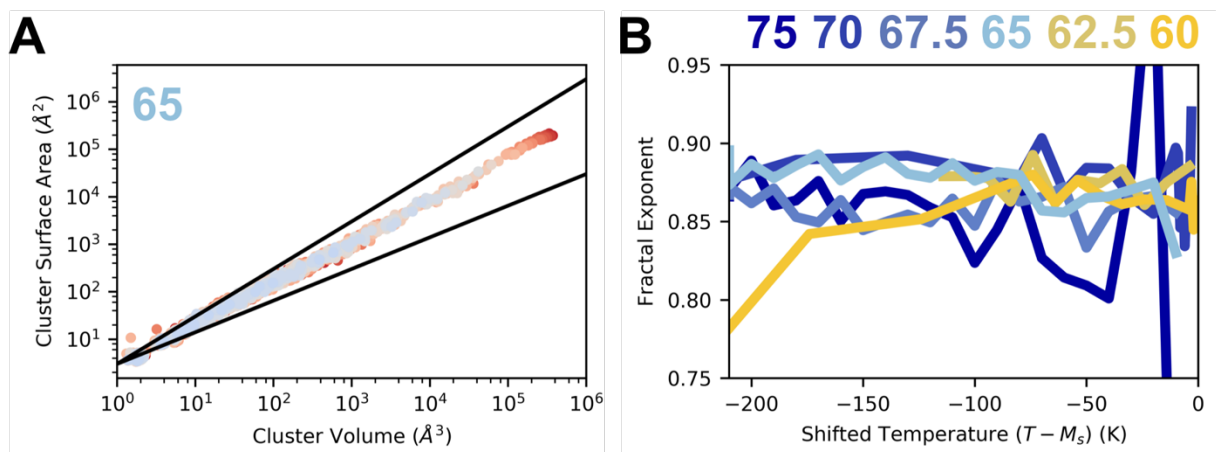 A
65
Cluster Surface Area (Å²)
10⁶
10⁵
10⁴
10³
10²
10¹
10⁰ 10¹ 10² 10³ 10⁴ 10⁵ 10⁶
Cluster Volume (Å³)
B
75 70 67.5 65 62.5 60
Fractal Exponent
0.95
0.90
0.85
0.80
0.75
−200 −150 −100 −50 0
Shifted Temperature (T − Mₛ) (K)